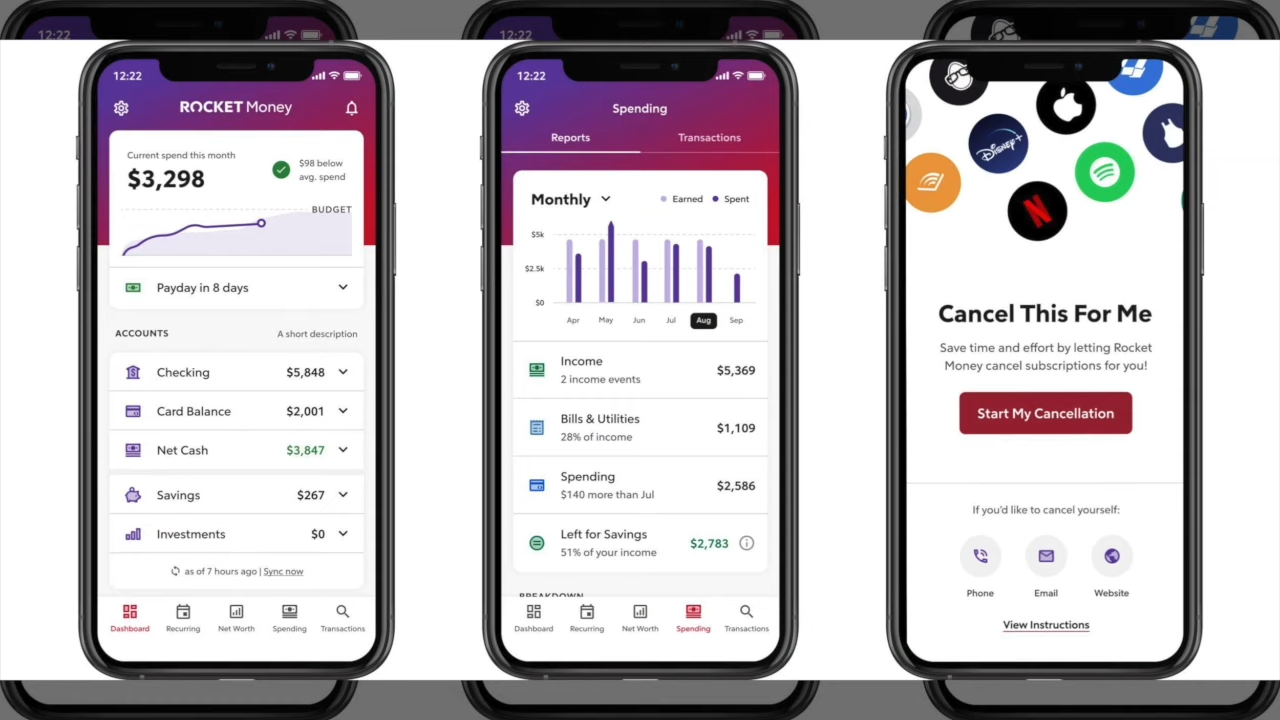 12:22
12:22
12:22
ROCKET Money
Current spend this month
$3,298
$98 below
avg. spend
BUDGET
Payday in 8 days
ACCOUNTS
A short description
Checking
$5,848
Card Balance
$2,001
Net Cash
$3,847
Savings
$267
Investments
$0
as of 7 hours ago | Sync now
Dashboard
Recurring
Net Worth
Spending
Transactions
12:22
Spending
Reports
Transactions
Monthly
Earned
Spent
$5k
$2.5k
$0
Apr
May
Jun
Jul
Aug
Sep
Income
2 income events
$5,369
Bills & Utilities
28% of income
$1,109
Spending
$140 more than Jul
$2,586
Left for Savings
51% of your income
$2,783
BREAKDOWN
Dashboard
Recurring
Net Worth
Spending
Transactions
Disney+
N
Cancel This For Me
Save time and effort by letting Rocket
Money cancel subscriptions for you!
Start My Cancellation
If you'd like to cancel yourself:
Phone
Email
Website
View Instructions